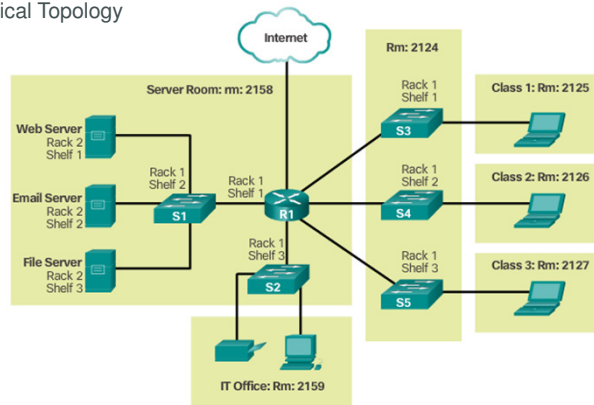 ical Topology
Internet
Server Room: rm: 2158
Web Server
Rack 2
Shelf 1
Email Server
Rack 2
Shelf 2
File Server
Rack 2
Shelf 3
Rack 1
Shelf 2
S1
Rack 1
Shelf 1
R1
Rack 1
Shelf 3
S2
IT Office: Rm: 2159
Rm: 2124
Rack 1
Shelf 1
S3
Rack 1
Shelf 2
S4
Rack 1
Shelf 3
S5
Class 1: Rm: 2125
Class 2: Rm: 2126
Class 3: Rm: 2127